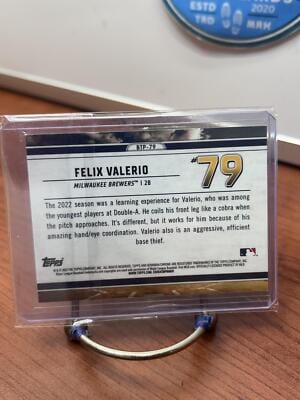 ESTD
2020
TRD
MRK
BTP-79
FELIX VALERIO
#79
MILWAUKEE BREWERS™ | 2B
The 2022 season was a learning experience for Valerio, who was among
the youngest players at Double-A. He coils his front leg like a cobra when
the pitch approaches. It's different, but it works for him because of his
amazing hand/eye coordination. Valerio also is an aggressive, efficient
base thief.
Topps